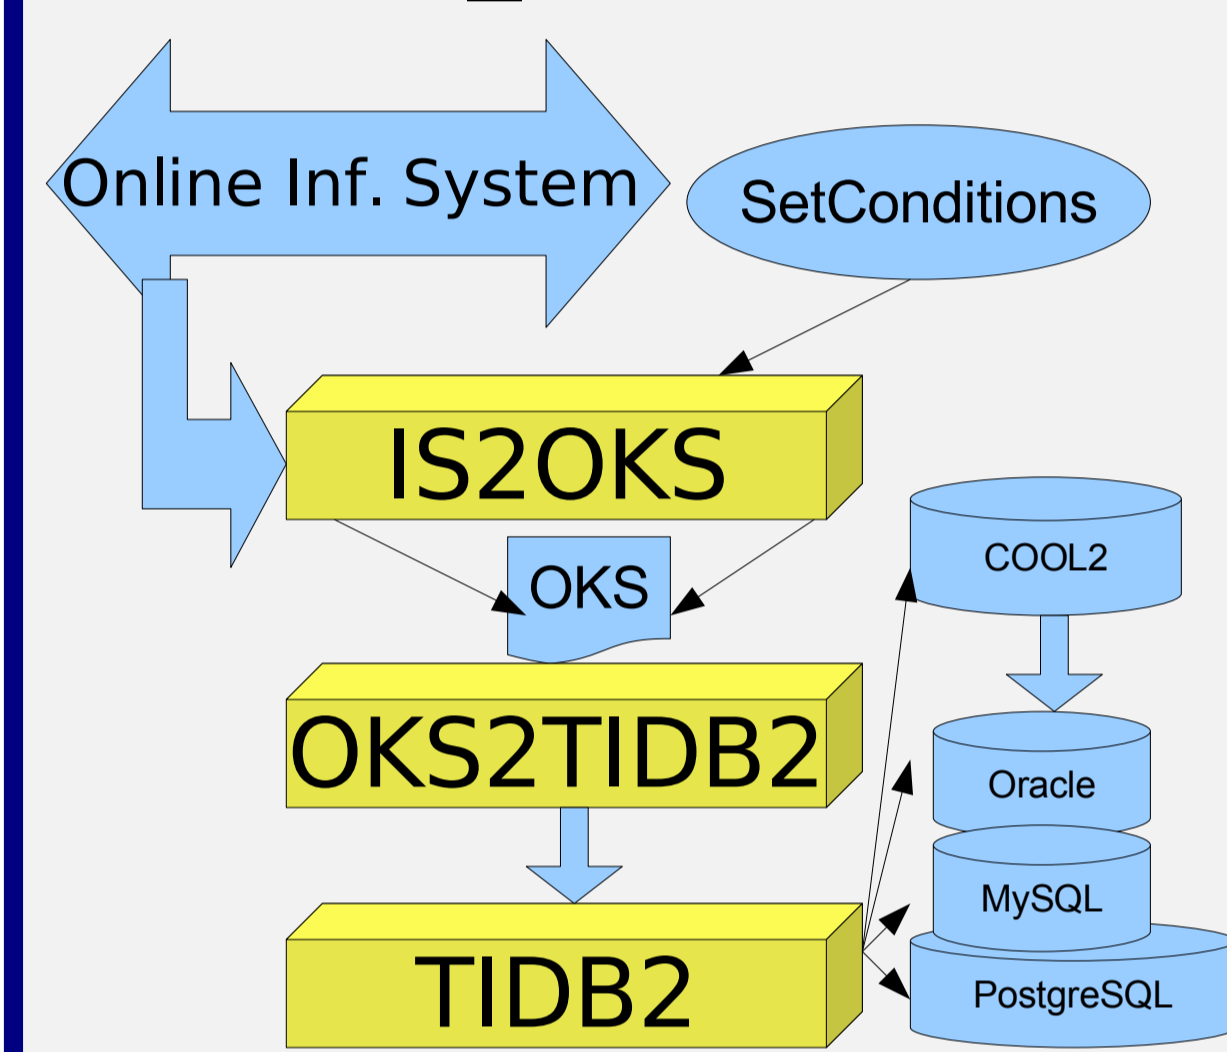 Online Inf. System
SetConditions
IS2OKS
OKS
COOL2
OKS2TIDB2
Oracle
MySQL
TIDB2
PostgreSQL